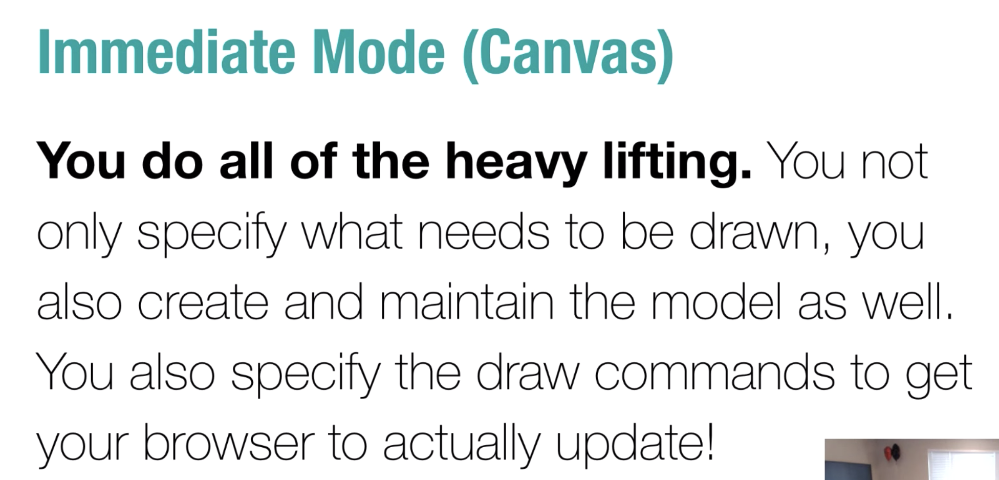 Immediate Mode (Canvas)
You do all of the heavy lifting. You not
only specify what needs to be drawn, you
also create and maintain the model as well.
You also specify the draw commands to get
your browser to actually update!